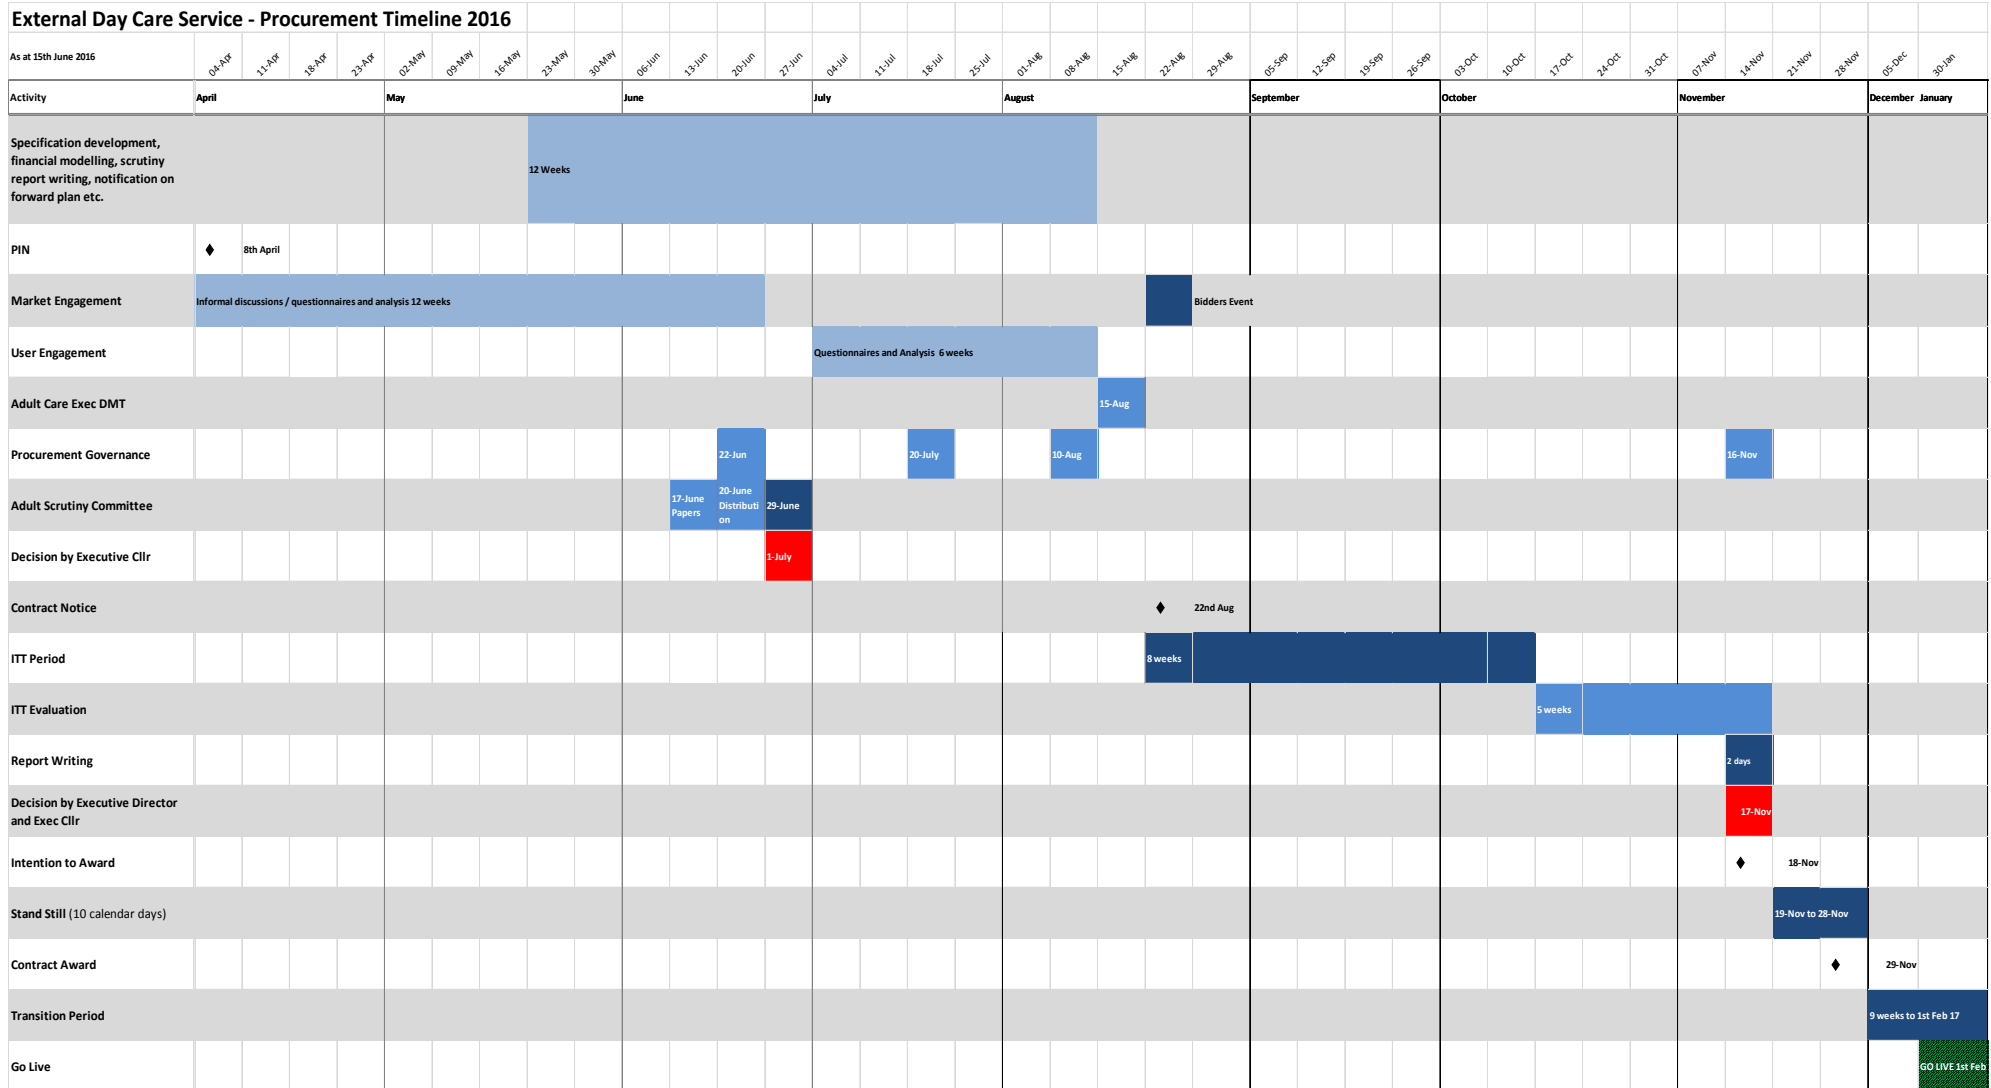 External Day Care Service - Procurement Timeline 2016
As at 15th June 2016
04-Apr 11-Apr 18-Apr 23-Apr 02-May 09-May 16-May 23-May 30-May 06-Jun 13-Jun 20-Jun 27-Jun 04-Jul 11-Jul 18-Jul 25-Jul 01-Aug 08-Aug 15-Aug 22-Aug 29-Aug 05-Sep 12-Sep 19-Sep 26-Sep 03-Oct 10-Oct 17-Oct 24-Oct 31-Oct 07-Nov 14-Nov 21-Nov 28-Nov 05-Dec 30-Jan
Activity April May June July August September October November December January
Specification development,
financial modelling, scrutiny
report writing, notification on
forward plan etc.
12 Weeks
PIN
8th April
Market Engagement
Informal discussions / questionnaires and analysis 12 weeks
Bidders Event
User Engagement
Questionnaires and Analysis 6 weeks
Adult Care Exec DMT
15-Aug
Procurement Governance
22-Jun
20-July
10-Aug
16-Nov
Adult Scrutiny Committee
17-June
Papers
20-June
Distributi
on
29-June
Decision by Executive Cllr
1-July
Contract Notice
22nd Aug
ITT Period
8 weeks
ITT Evaluation
5 weeks
Report Writing
2 days
Decision by Executive Director
and Exec Cllr
17-Nov
Intention to Award
18-Nov
Stand Still (10 calendar days)
19-Nov to 28-Nov
Contract Award
29-Nov
Transition Period
9 weeks to 1st Feb 17
Go Live
GO LIVE 1st Feb